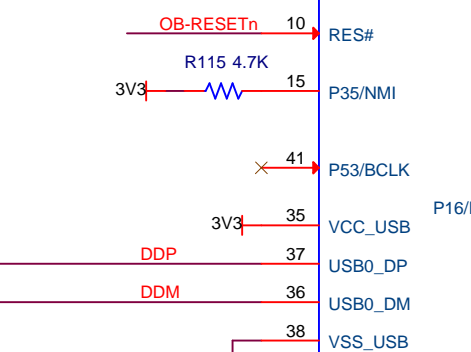 OB-RESETn 10 RES#
R115 4.7K
3V3 15 P35/NMI
41 P53/BCLK
P16/
3V3 35 VCC_USB
DDP 37 USB0_DP
DDM 36 USB0_DM
38 VSS_USB